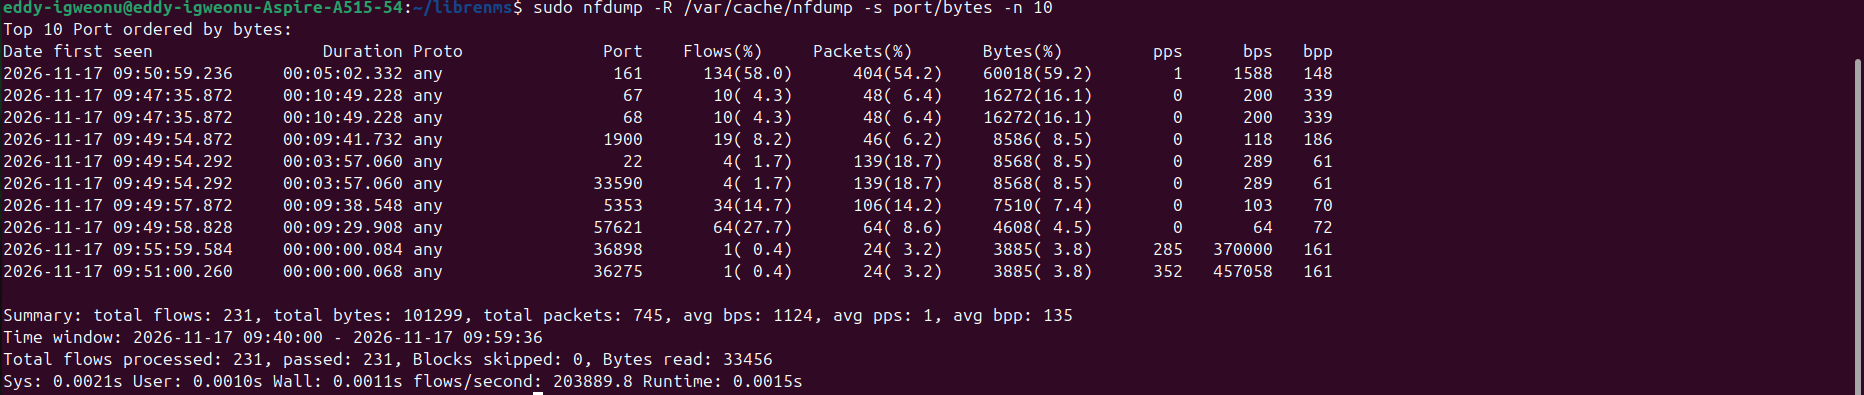 eddy-igweonu@eddy-igweonu-Aspire-A515-54:~/librenms$ sudo nfdump -R /var/cache/nfdump -s port/bytes -n 10
Top 10 Port ordered by bytes:
Date first seen          Duration Proto                Port    Flows(%)     Packets(%)       Bytes(%)         pps      bps   bpp
2026-11-17 09:50:59.236     00:05:02.332 any                 161     134(58.0)      404(54.2)    60018(59.2)        1     1588   148
2026-11-17 09:47:35.872     00:10:49.228 any                  67      10( 4.3)       48( 6.4)    16272(16.1)        0      200   339
2026-11-17 09:47:35.872     00:10:49.228 any                  68      10( 4.3)       48( 6.4)    16272(16.1)        0      200   339
2026-11-17 09:49:54.872     00:09:41.732 any                1900      19( 8.2)       46( 6.2)     8586( 8.5)        0      118   186
2026-11-17 09:49:54.292     00:03:57.060 any                  22       4( 1.7)      139(18.7)     8568( 8.5)        0      289    61
2026-11-17 09:49:54.292     00:03:57.060 any               33590       4( 1.7)      139(18.7)     8568( 8.5)        0      289    61
2026-11-17 09:49:57.872     00:09:38.548 any                5353      34(14.7)      106(14.2)     7510( 7.4)        0      103    70
2026-11-17 09:49:58.828     00:09:29.908 any               57621      64(27.7)       64( 8.6)     4608( 4.5)        0       64    72
2026-11-17 09:55:59.584     00:00:00.084 any               36898       1( 0.4)       24( 3.2)     3885( 3.8)      285   370000   161
2026-11-17 09:51:00.260     00:00:00.068 any               36275       1( 0.4)       24( 3.2)     3885( 3.8)      352   457058   161
Summary: total flows: 231, total bytes: 101299, total packets: 745, avg bps: 1124, avg pps: 1, avg bpp: 135
Time window: 2026-11-17 09:40:00 - 2026-11-17 09:59:36
Total flows processed: 231, passed: 231, Blocks skipped: 0, Bytes read: 33456
Sys: 0.0021s User: 0.0010s Wall: 0.0011s flows/second: 203889.8 Runtime: 0.0015s